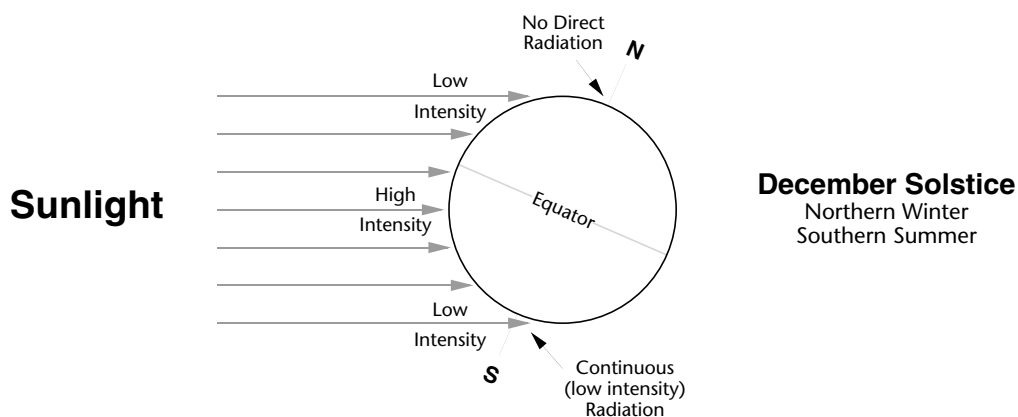 No Direct
Radiation
N
Low
Intensity
Sunlight
High
Intensity
Equator
December Solstice
Northern Winter
Southern Summer
Low
Intensity
S
Continuous
(low intensity)
Radiation